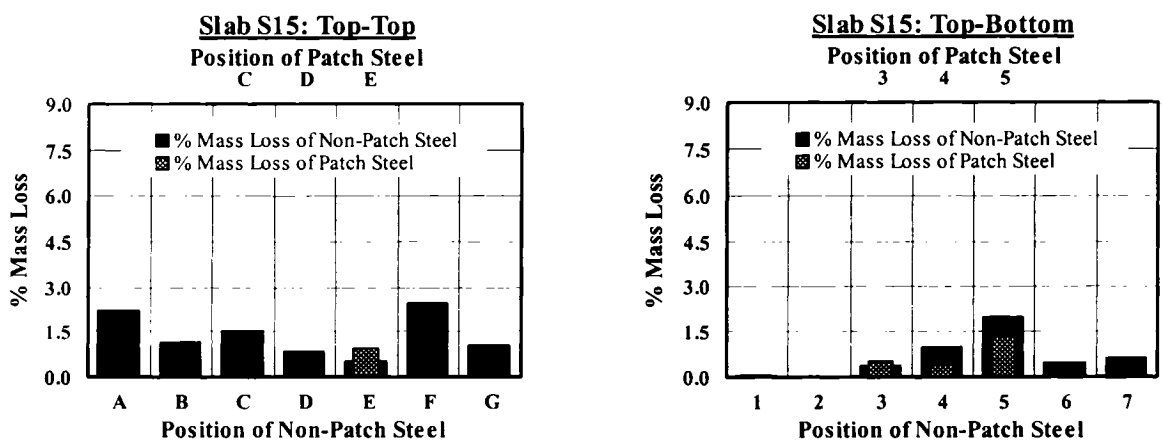 Slab S15: Top-Top
Position of Patch Steel
C D E
% Mass Loss
9.0
7.5
6.0
4.5
3.0
1.5
0.0
% Mass Loss of Non-Patch Steel
% Mass Loss of Patch Steel
A B C D E F G
Position of Non-Patch Steel
Slab S15: Top-Bottom
Position of Patch Steel
3 4 5
% Mass Loss
9.0
7.5
6.0
4.5
3.0
1.5
0.0
% Mass Loss of Non-Patch Steel
% Mass Loss of Patch Steel
1 2 3 4 5 6 7
Position of Non-Patch Steel